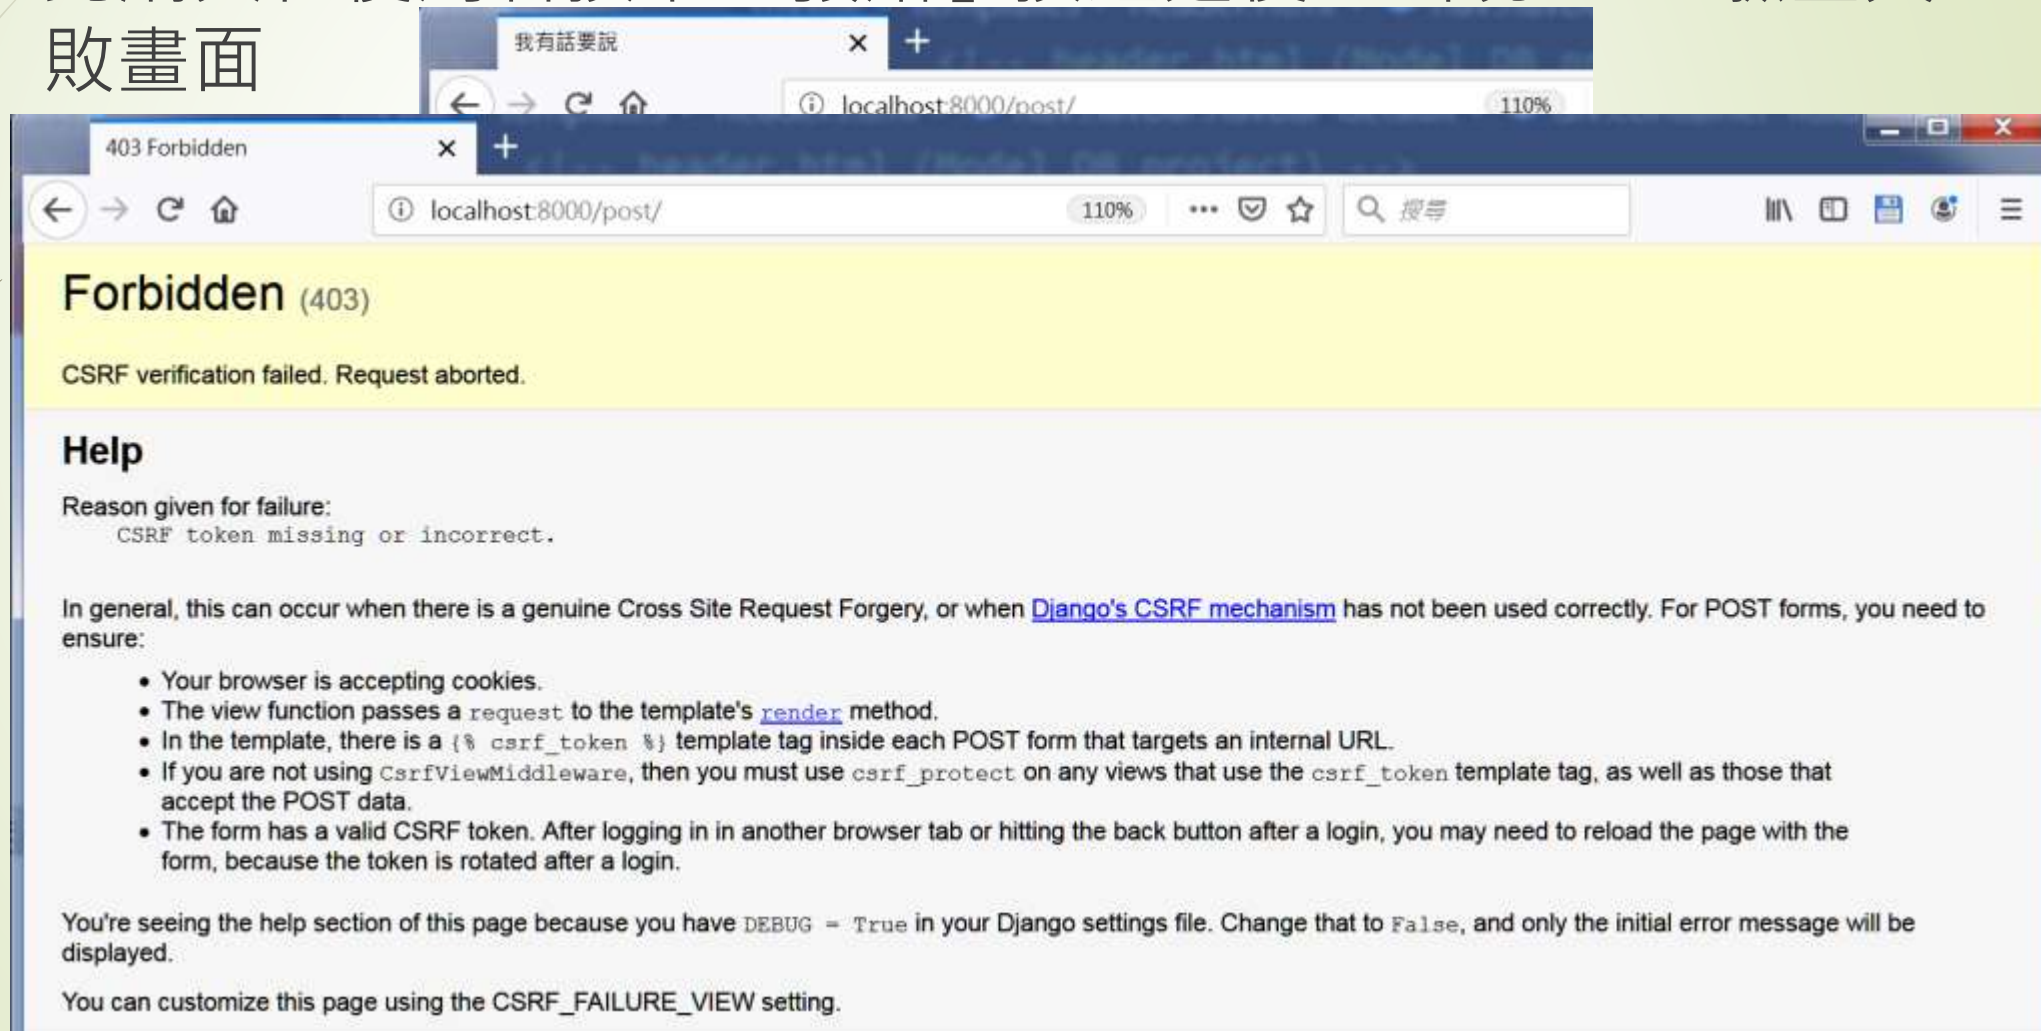 敗畫面
我有話要說
localhost:8000/post/ 110%
403 Forbidden
localhost:8000/post/ 110% 搜尋
Forbidden (403)
CSRF verification failed. Request aborted.
Help
Reason given for failure:
CSRF token missing or incorrect.
In general, this can occur when there is a genuine Cross Site Request Forgery, or when Django's CSRF mechanism has not been used correctly. For POST forms, you need to
ensure:
• Your browser is accepting cookies.
• The view function passes a request to the template's render method.
• In the template, there is a {% csrf_token %} template tag inside each POST form that targets an internal URL.
• If you are not using CsrfViewMiddleware, then you must use csrf_protect on any views that use the csrf_token template tag, as well as those that
accept the POST data.
• The form has a valid CSRF token. After logging in in another browser tab or hitting the back button after a login, you may need to reload the page with the
form, because the token is rotated after a login.
You're seeing the help section of this page because you have DEBUG = True in your Django settings file. Change that to False, and only the initial error message will be
displayed.
You can customize this page using the CSRF_FAILURE_VIEW setting.